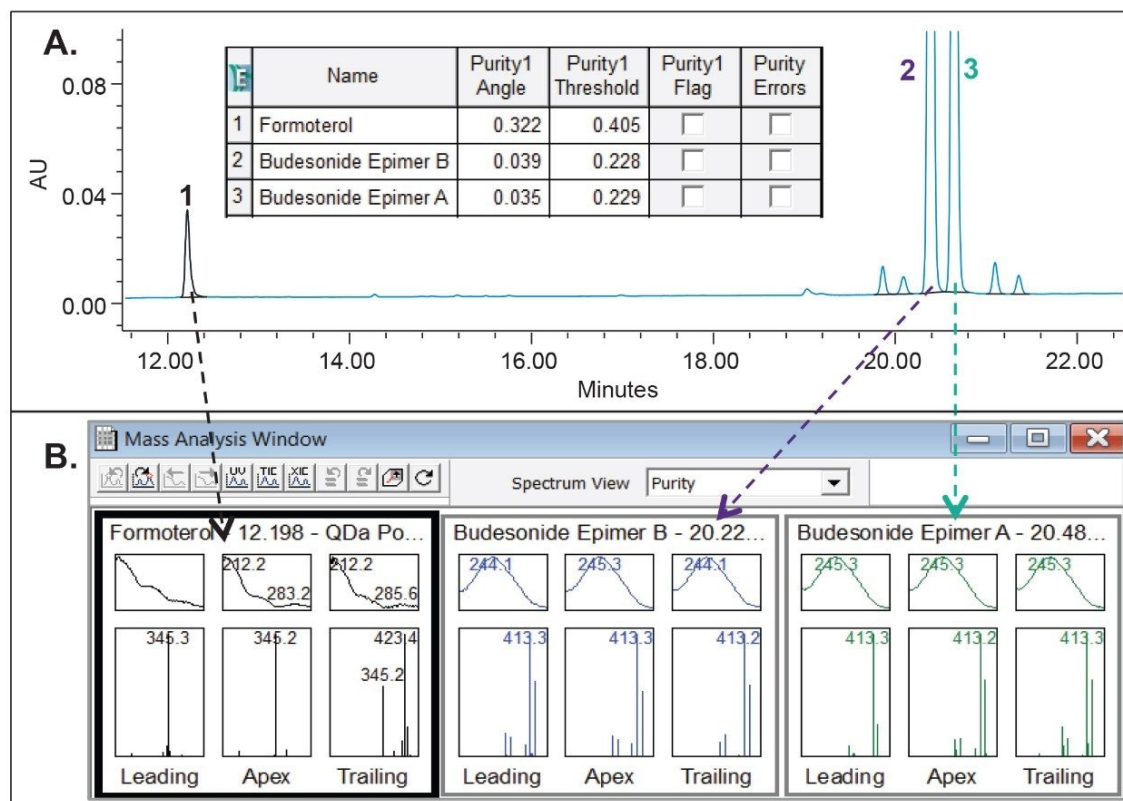 A.
Name Purity1 Angle Purity1 Threshold Purity1 Flag Purity Errors
1 Formoterol 0.322 0.405
2 Budesonide Epimer B 0.039 0.228
3 Budesonide Epimer A 0.035 0.229
AU
0.08
0.04
0.00
1
2
3
12.00 14.00 16.00 18.00 20.00 22.00
Minutes
B.
Mass Analysis Window
UV TIC XIC
Spectrum View Purity
Formoterol - 12.198 - QDa Po...
212.2 283.2
212.2 285.6
345.3
345.2
423.4
345.2
Leading Apex Trailing
Budesonide Epimer B - 20.22...
244.1 245.3 244.1
413.3 413.3 413.2
Leading Apex Trailing
Budesonide Epimer A - 20.48...
245.3 245.3 245.3
413.3 413.2 413.3
Leading Apex Trailing